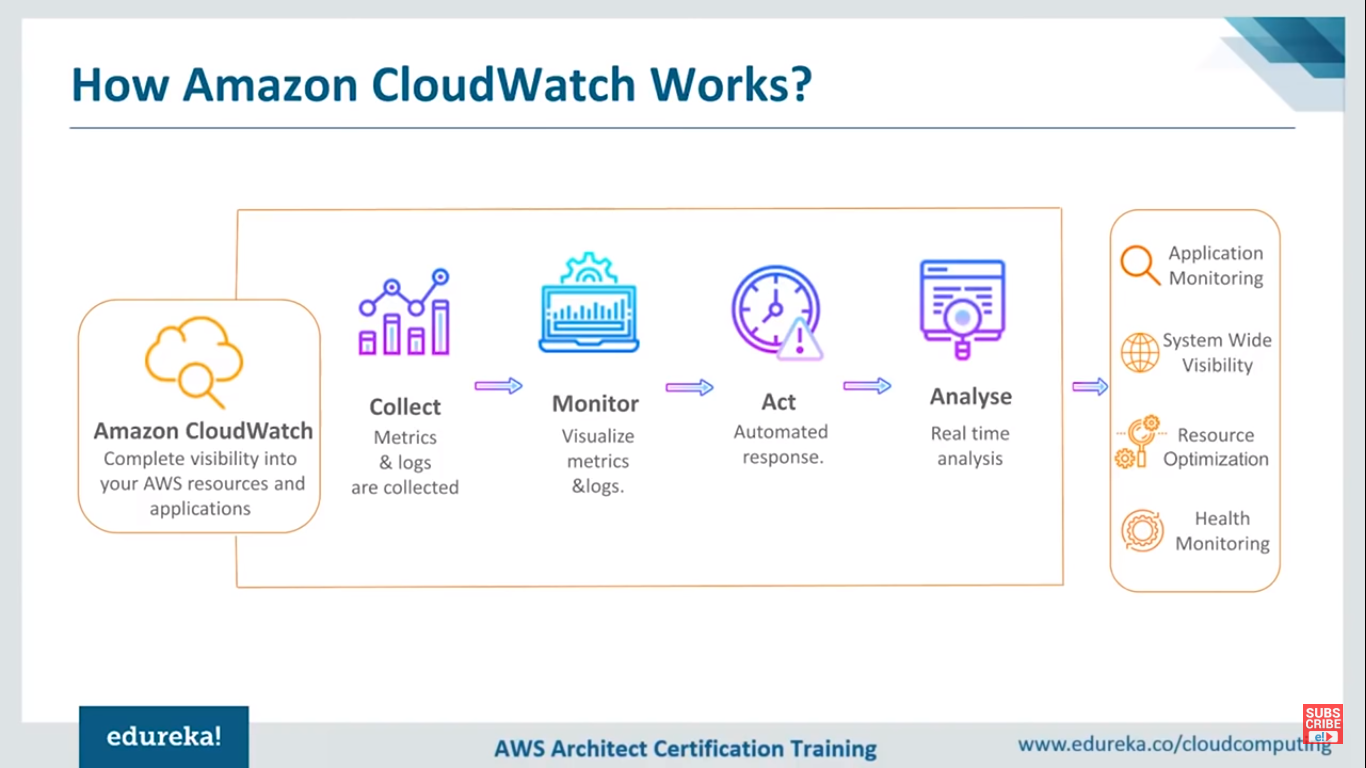 How Amazon CloudWatch Works?
Amazon CloudWatch
Complete visibility into
your AWS resources and
applications
Collect
Metrics
& logs
are collected
Monitor
Visualize
metrics
&logs.
Act
Automated
response.
Analyse
Real time
analysis
Application
Monitoring
System Wide
Visibility
Resource
Optimization
Health
Monitoring
edureka!
AWS Architect Certification Training
www.edureka.co/cloudcomputing
SUBS
CRIBE
e!